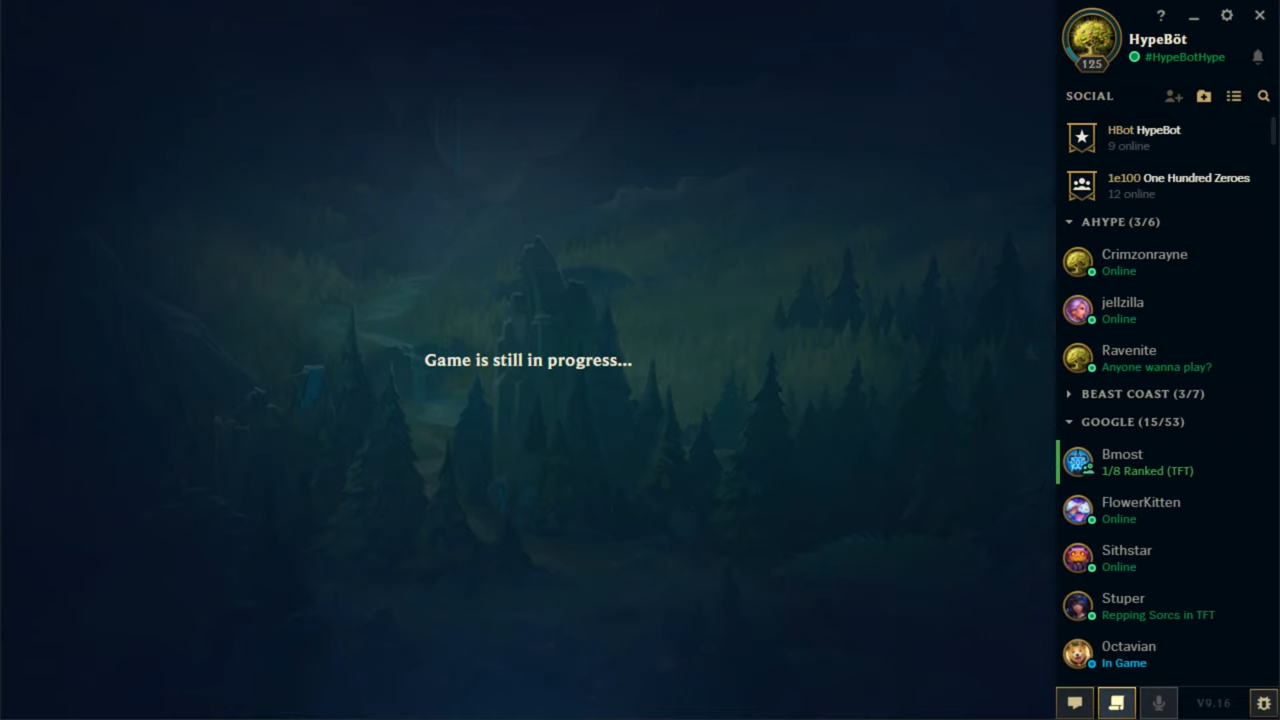 ?
HypeBöt
125
#HypeBotHype
SOCIAL
HBot HypeBot
9 online
1e100 One Hundred Zeroes
12 online
AHYPE (3/6)
Crimzonrayne
Online
jellzilla
Online
Game is still in progress...
Ravenite
Anyone wanna play?
BEAST COAST (3/7)
GOOGLE (15/53)
Bmost
1/8 Ranked (TFT)
FlowerKitten
Online
Sithstar
Online
Stuper
Repping Sorcs in TFT
Octavian
In Game
V9.16